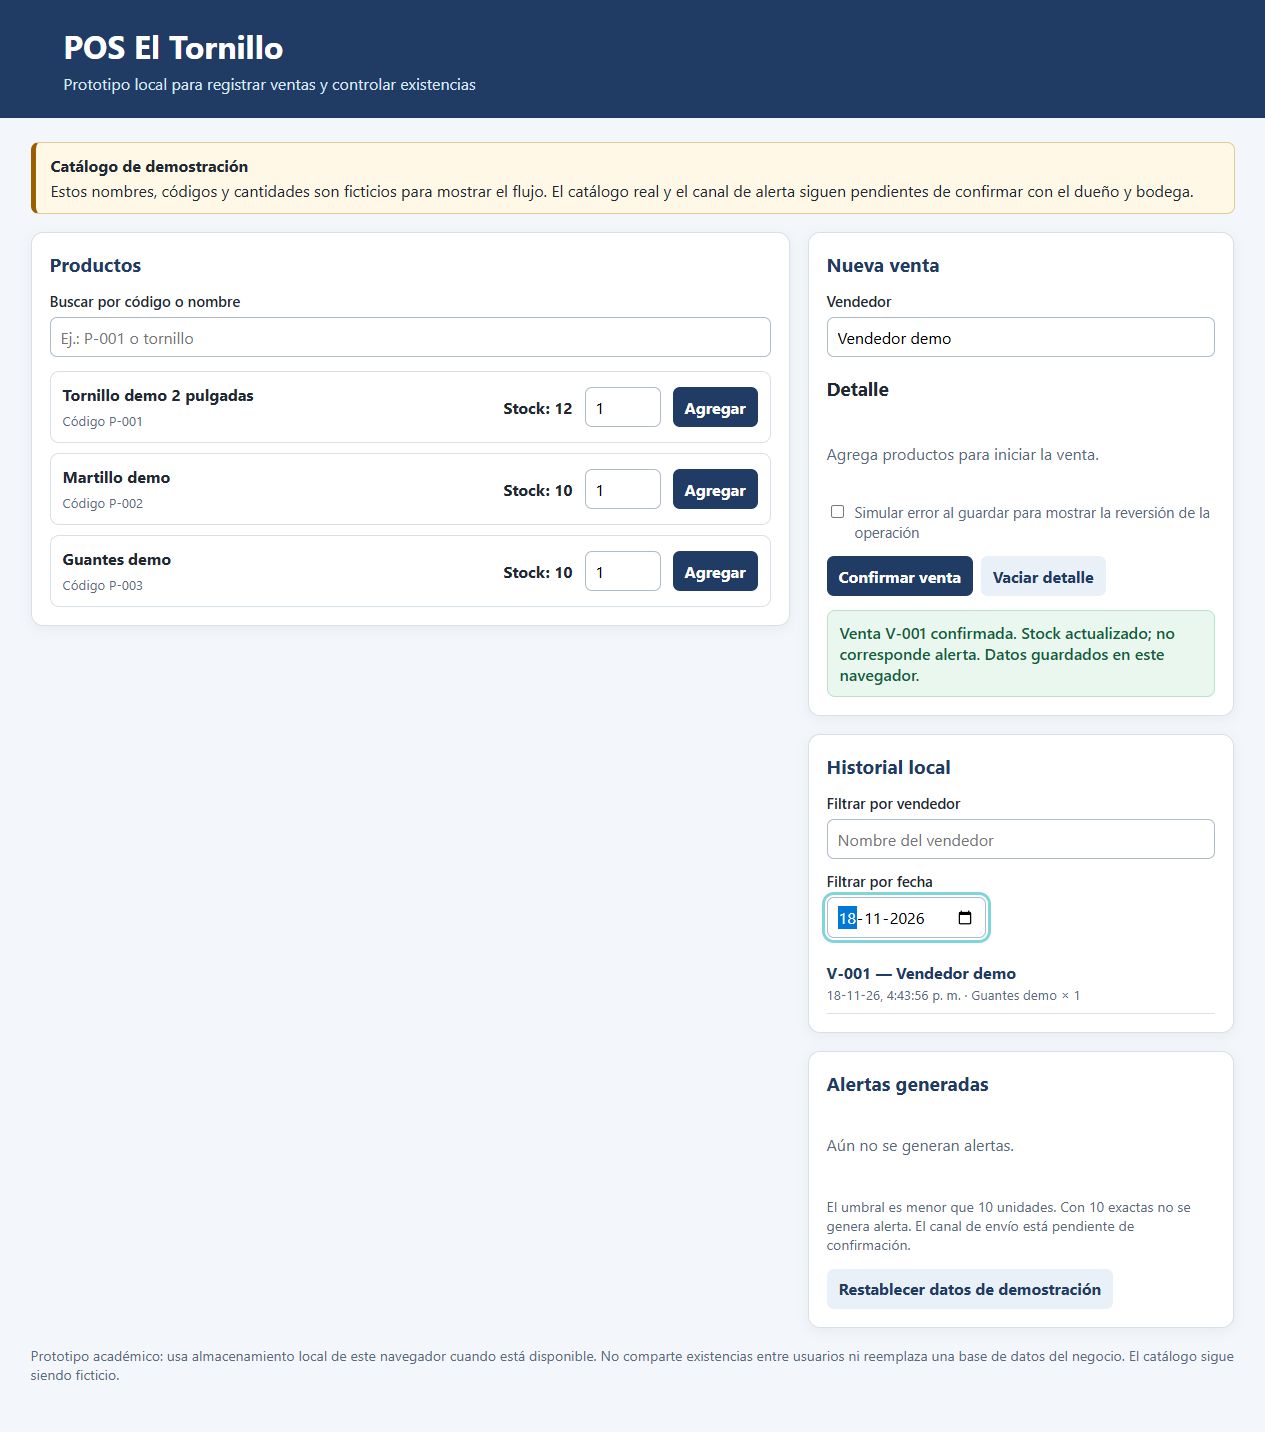 POS El Tornillo
Prototipo local para registrar ventas y controlar existencias
Catálogo de demostración
Estos nombres, códigos y cantidades son ficticios para mostrar el flujo. El catálogo real y el canal de alerta siguen pendientes de confirmar con el dueño y bodega.
Productos
Buscar por código o nombre
Ej.: P-001 o tornillo
Tornillo demo 2 pulgadas
Código P-001
Stock: 12
1
Agregar
Martillo demo
Código P-002
Stock: 10
1
Agregar
Guantes demo
Código P-003
Stock: 10
1
Agregar
Nueva venta
Vendedor
Vendedor demo
Detalle
Agrega productos para iniciar la venta.
Simular error al guardar para mostrar la reversión de la
operación
Confirmar venta
Vaciar detalle
Venta V-001 confirmada. Stock actualizado; no
corresponde alerta. Datos guardados en este
navegador.
Historial local
Filtrar por vendedor
Nombre del vendedor
Filtrar por fecha
18-11-2026
V-001 — Vendedor demo
18-11-26, 4:43:56 p. m. · Guantes demo × 1
Alertas generadas
Aún no se generan alertas.
El umbral es menor que 10 unidades. Con 10 exactas no se
genera alerta. El canal de envío está pendiente de
confirmación.
Restablecer datos de demostración
Prototipo académico: usa almacenamiento local de este navegador cuando está disponible. No comparte existencias entre usuarios ni reemplaza una base de datos del negocio. El catálogo sigue
siendo ficticio.